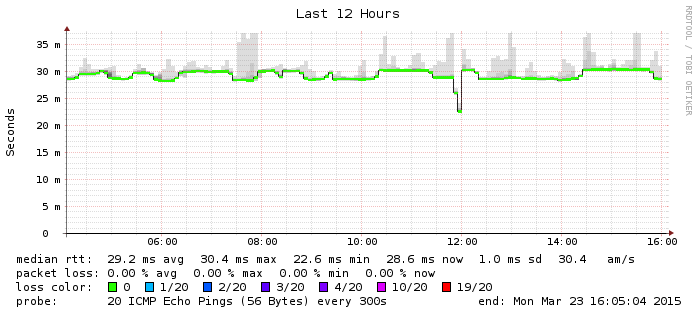 Last 12 Hours
RRDTOOL / TOBI OETIKER
Seconds
35 m
30 m
25 m
20 m
15 m
10 m
5 m
0
06:00 08:00 10:00 12:00 14:00 16:00
median rtt: 29.2 ms avg 30.4 ms max 22.6 ms min 28.6 ms now 1.0 ms sd 30.4 am/s
packet loss: 0.00 % avg 0.00 % max 0.00 % min 0.00 % now
loss color: 0 1/20 2/20 3/20 4/20 10/20 19/20
probe: 20 ICMP Echo Pings (56 Bytes) every 300s end: Mon Mar 23 16:05:04 2015